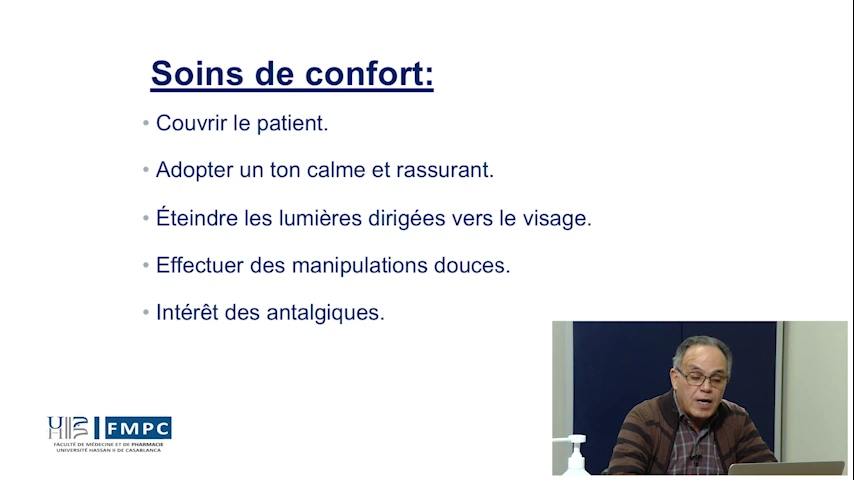 Soins de confort:
• Couvrir le patient.
• Adopter un ton calme et rassurant.
• Éteindre les lumières dirigées vers le visage.
• Effectuer des manipulations douces.
• Intérêt des antalgiques.
UH2C | FMPC
FACULTÉ DE MÉDECINE ET DE PHARMACIE
UNIVERSITÉ HASSAN II DE CASABLANCA